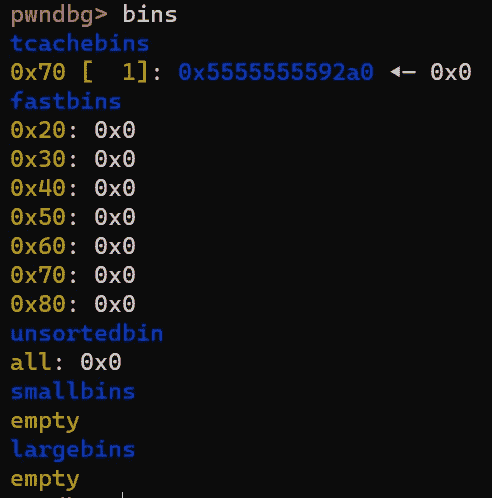 pwndbg> bins
tcachebins
0x70 [  1]: 0x5555555592a0 ◂— 0x0
fastbins
0x20: 0x0
0x30: 0x0
0x40: 0x0
0x50: 0x0
0x60: 0x0
0x70: 0x0
0x80: 0x0
unsortedbin
all: 0x0
smallbins
empty
largebins
empty